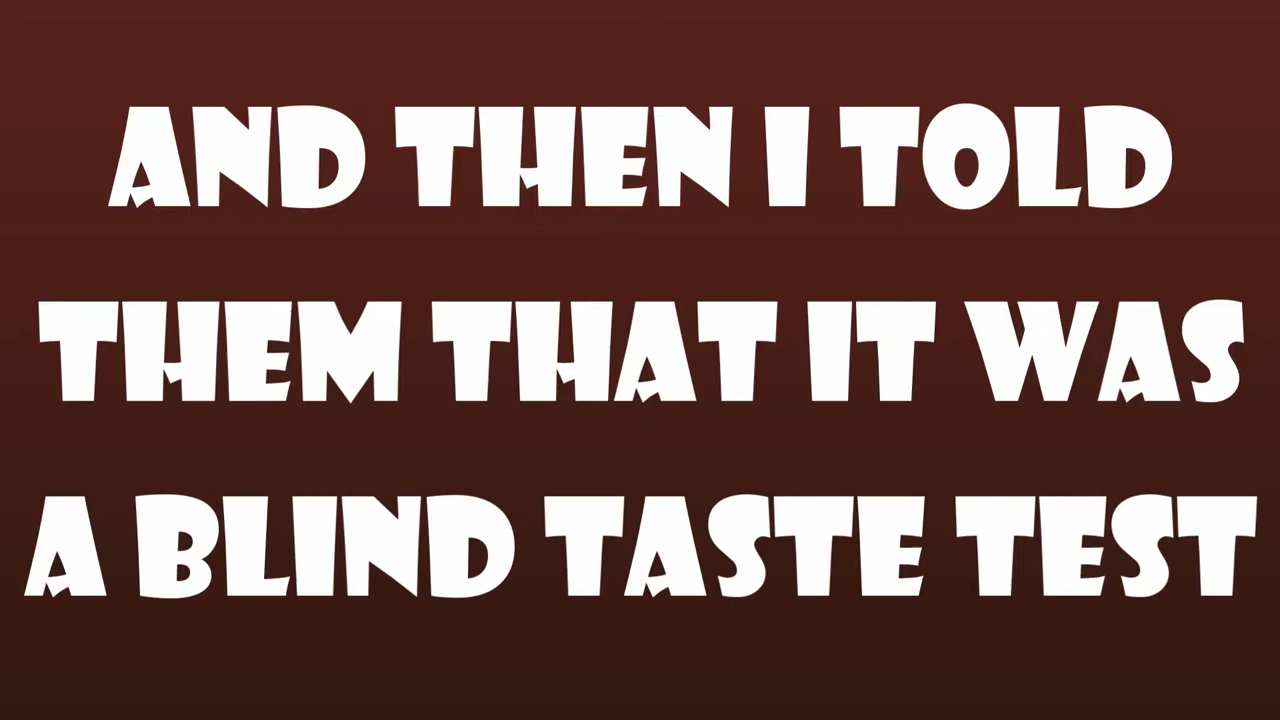 AND THEN I TOLD
THEM THAT IT WAS
A BLIND TASTE TEST